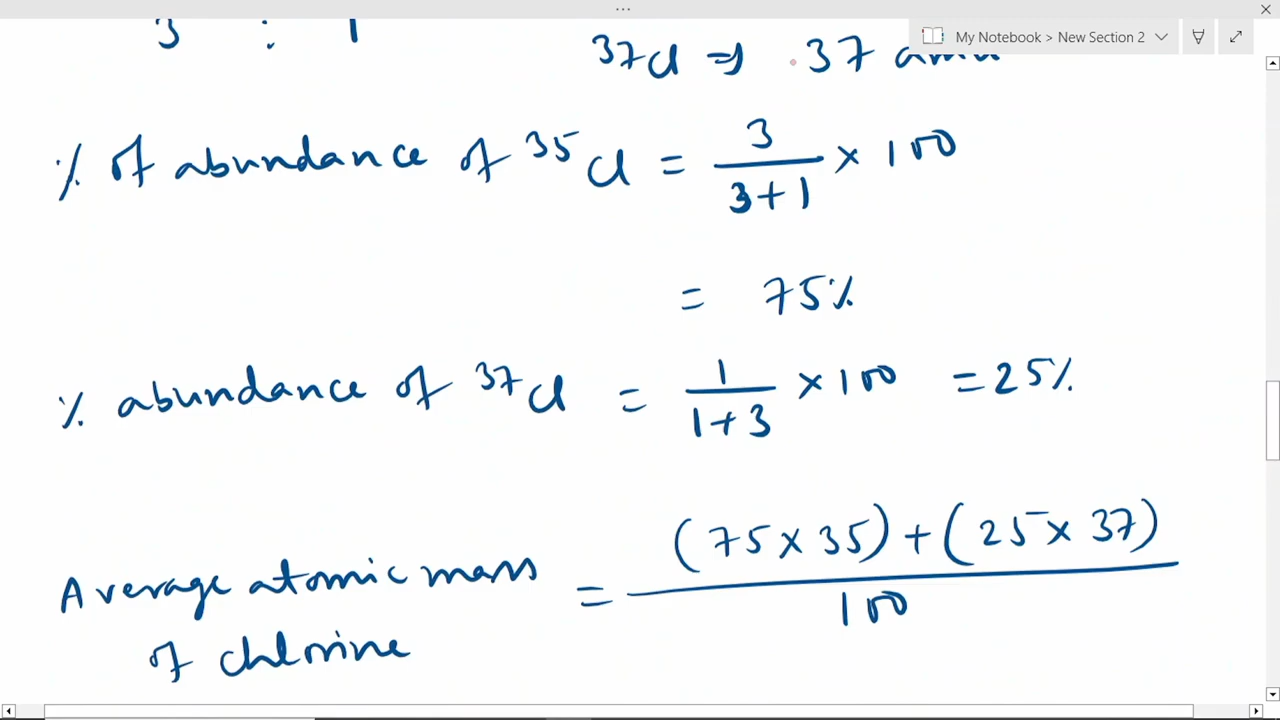 ...
My Notebook > New Section 2
3 : 1
37Cl ⇒ 37 amu
% of abundance of 35Cl = 3/(3+1) × 100
= 75%
% abundance of 37Cl = 1/(1+3) × 100 = 25%
Average atomic mass of chlorine = ((75 × 35) + (25 × 37))/100